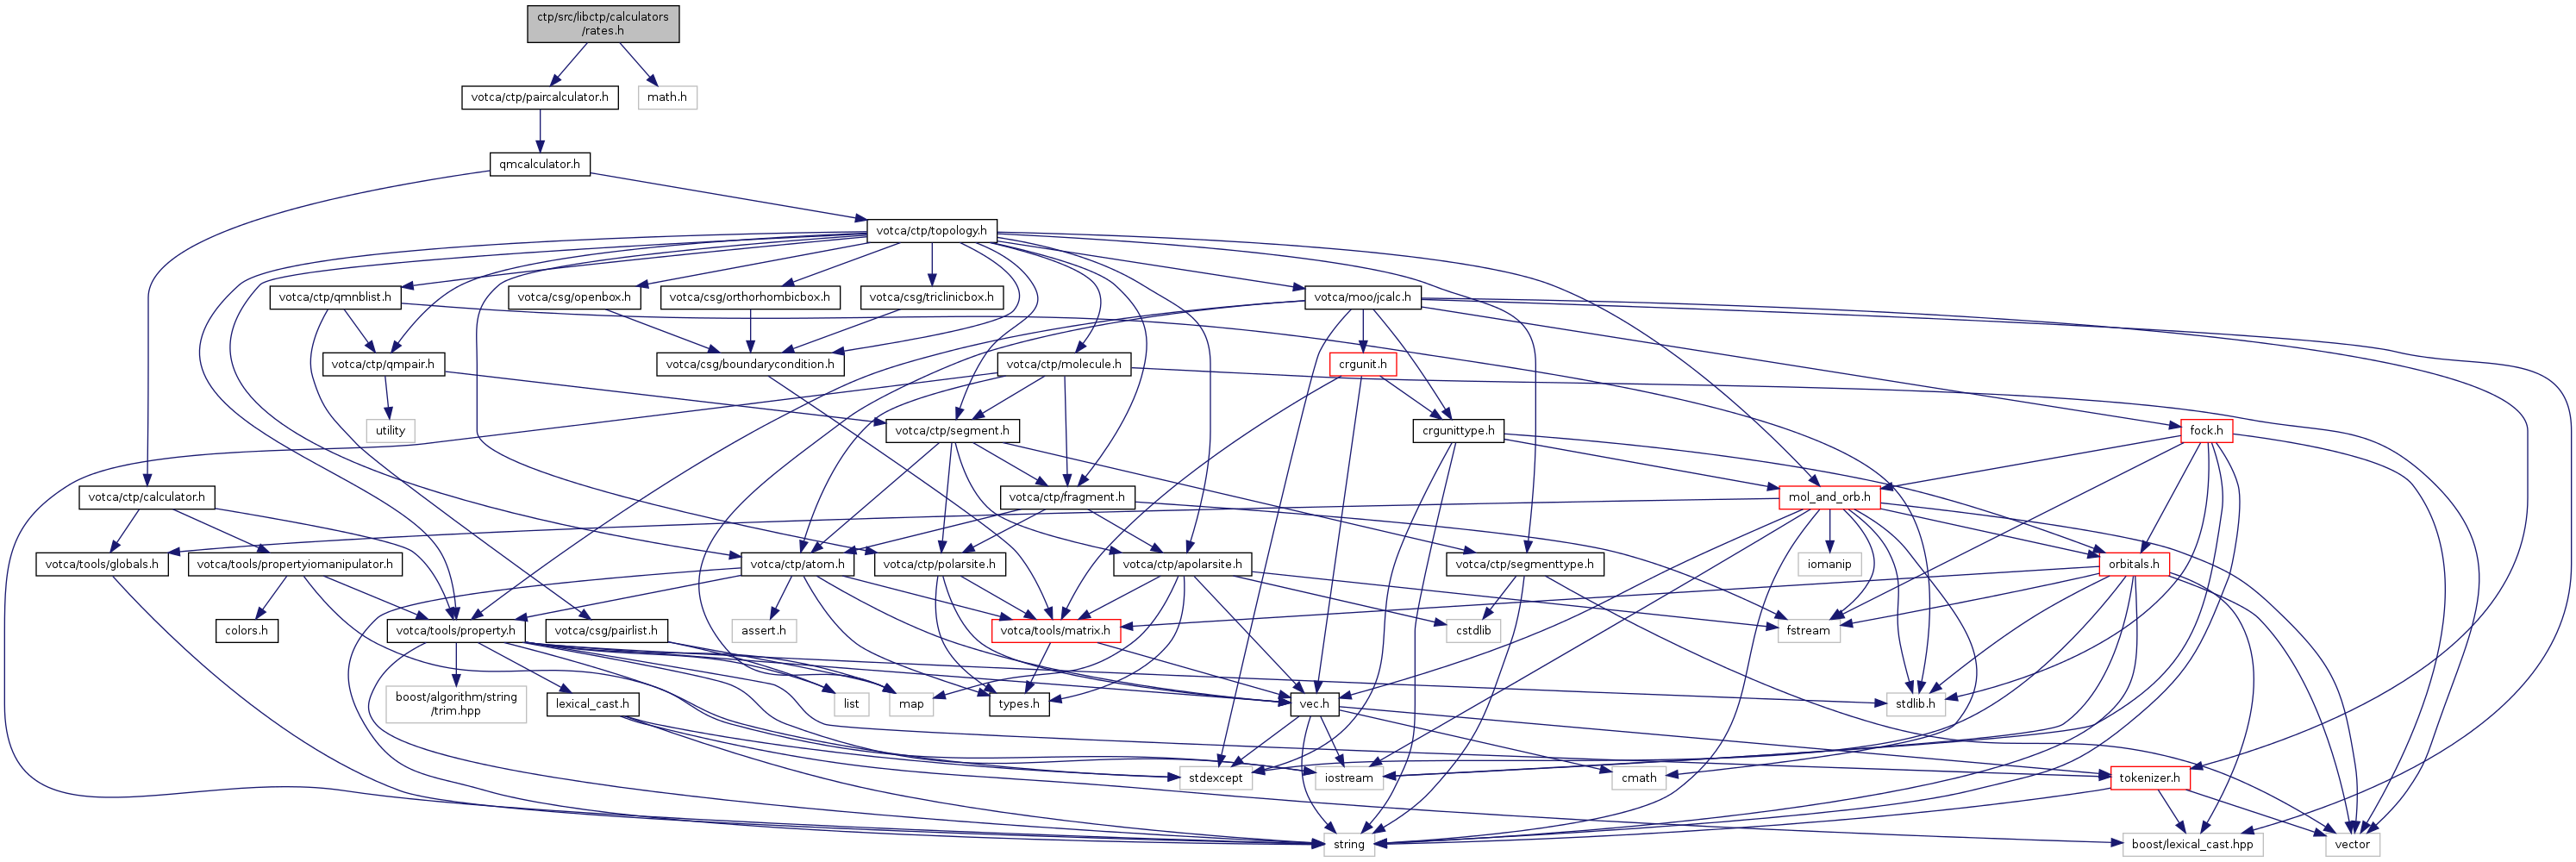 ctp/src/libctp/calculators
/rates.h
votca/ctp/paircalculator.h
math.h
qmcalculator.h
votca/ctp/topology.h
votca/ctp/qmnblist.h
votca/csg/openbox.h
votca/csg/orthorhombicbox.h
votca/csg/triclinicbox.h
votca/moo/jcalc.h
votca/ctp/qmpair.h
votca/csg/boundarycondition.h
votca/ctp/molecule.h
crgunit.h
utility
votca/ctp/segment.h
crgunittype.h
fock.h
votca/ctp/calculator.h
votca/ctp/fragment.h
mol_and_orb.h
votca/tools/globals.h
votca/tools/propertyiomanipulator.h
votca/ctp/atom.h
votca/ctp/polarsite.h
votca/ctp/apolarsite.h
votca/ctp/segmenttype.h
iomanip
orbitals.h
colors.h
votca/tools/property.h
votca/csg/pairlist.h
assert.h
votca/tools/matrix.h
cstdlib
fstream
boost/algorithm/string
/trim.hpp
lexical_cast.h
list
map
types.h
vec.h
stdlib.h
stdexcept
iostream
cmath
tokenizer.h
string
boost/lexical_cast.hpp
vector